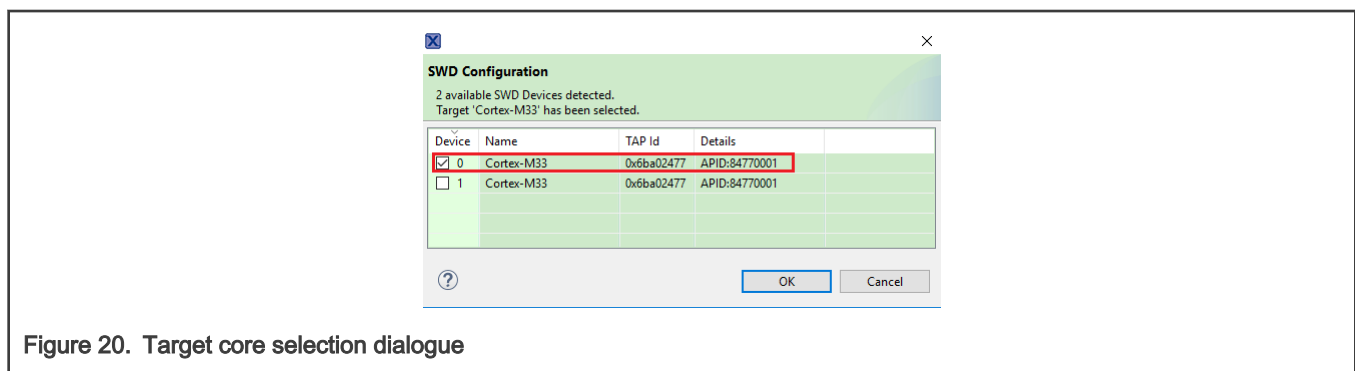 SWD Configuration
2 available SWD Devices detected.
Target 'Cortex-M33' has been selected.
Device Name TAP Id Details
0 Cortex-M33 0x6ba02477 APID:84770001
1 Cortex-M33 0x6ba02477 APID:84770001
? OK Cancel
Figure 20. Target core selection dialogue